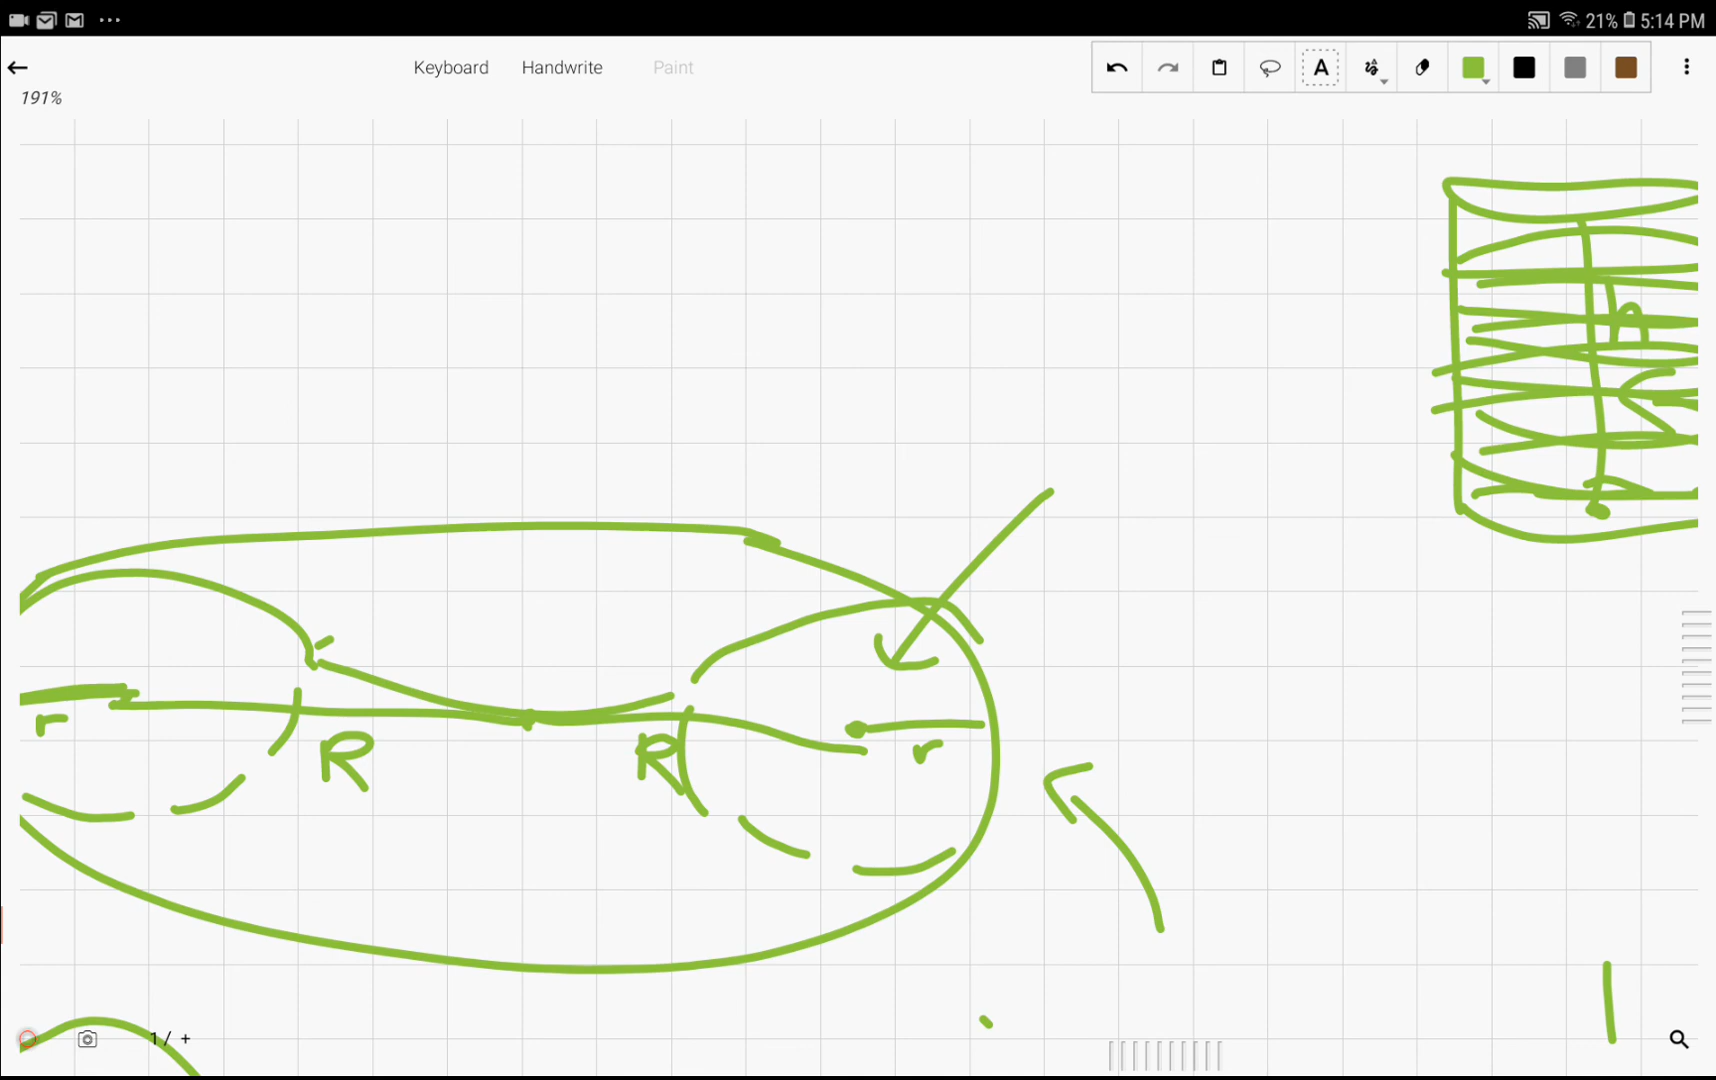 21% 5:14 PM
Keyboard Handwrite Paint A
191%
h
r R R r
1 / +